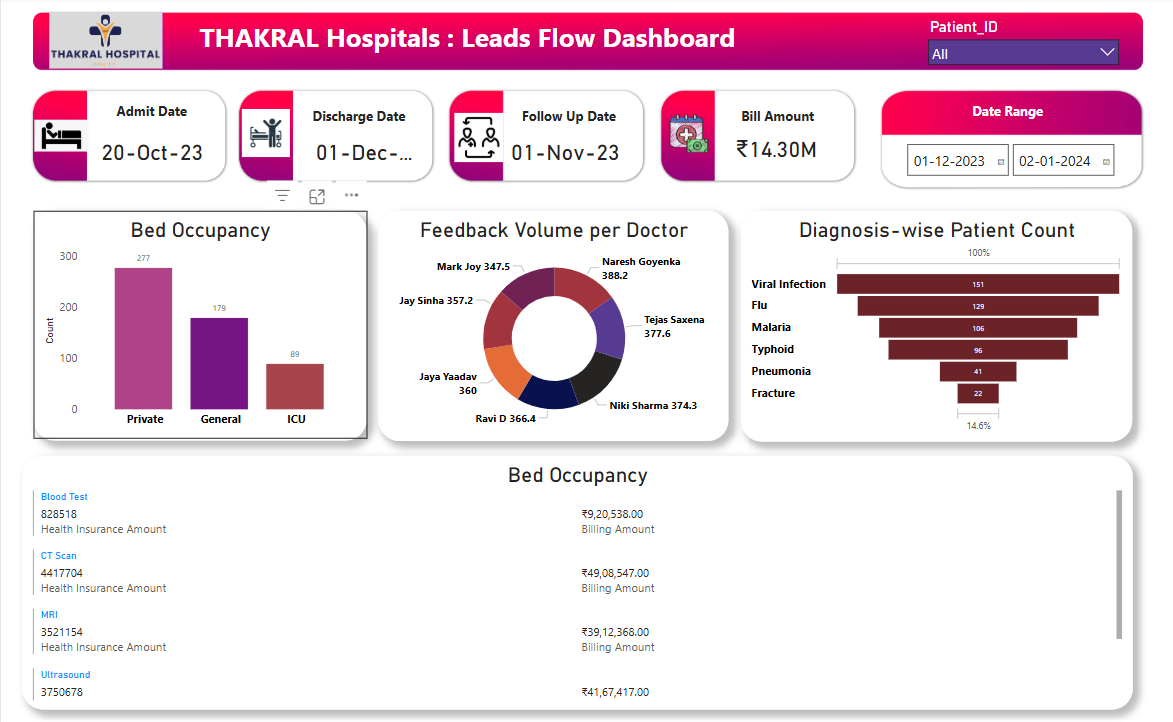 THAKRAL HOSPITAL
THAKRAL Hospitals : Leads Flow Dashboard
Patient_ID
All
Admit Date
20-Oct-23
Discharge Date
01-Dec-...
Follow Up Date
01-Nov-23
Bill Amount
₹14.30M
Date Range
01-12-2023
02-01-2024
Bed Occupancy
Count
300
200
100
0
277
179
89
Private
General
ICU
Feedback Volume per Doctor
Naresh Goyenka
388.2
Tejas Saxena
377.6
Niki Sharma 374.3
Ravi D 366.4
Jaya Yaadav
360
Jay Sinha 357.2
Mark Joy 347.5
Diagnosis-wise Patient Count
100%
Viral Infection 151
Flu 129
Malaria 106
Typhoid 96
Pneumonia 41
Fracture 22
14.6%
Bed Occupancy
Blood Test
828518 ₹9,20,538.00
Health Insurance Amount Billing Amount
CT Scan
4417704 ₹49,08,547.00
Health Insurance Amount Billing Amount
MRI
3521154 ₹39,12,368.00
Health Insurance Amount Billing Amount
Ultrasound
3750678 ₹41,67,417.00